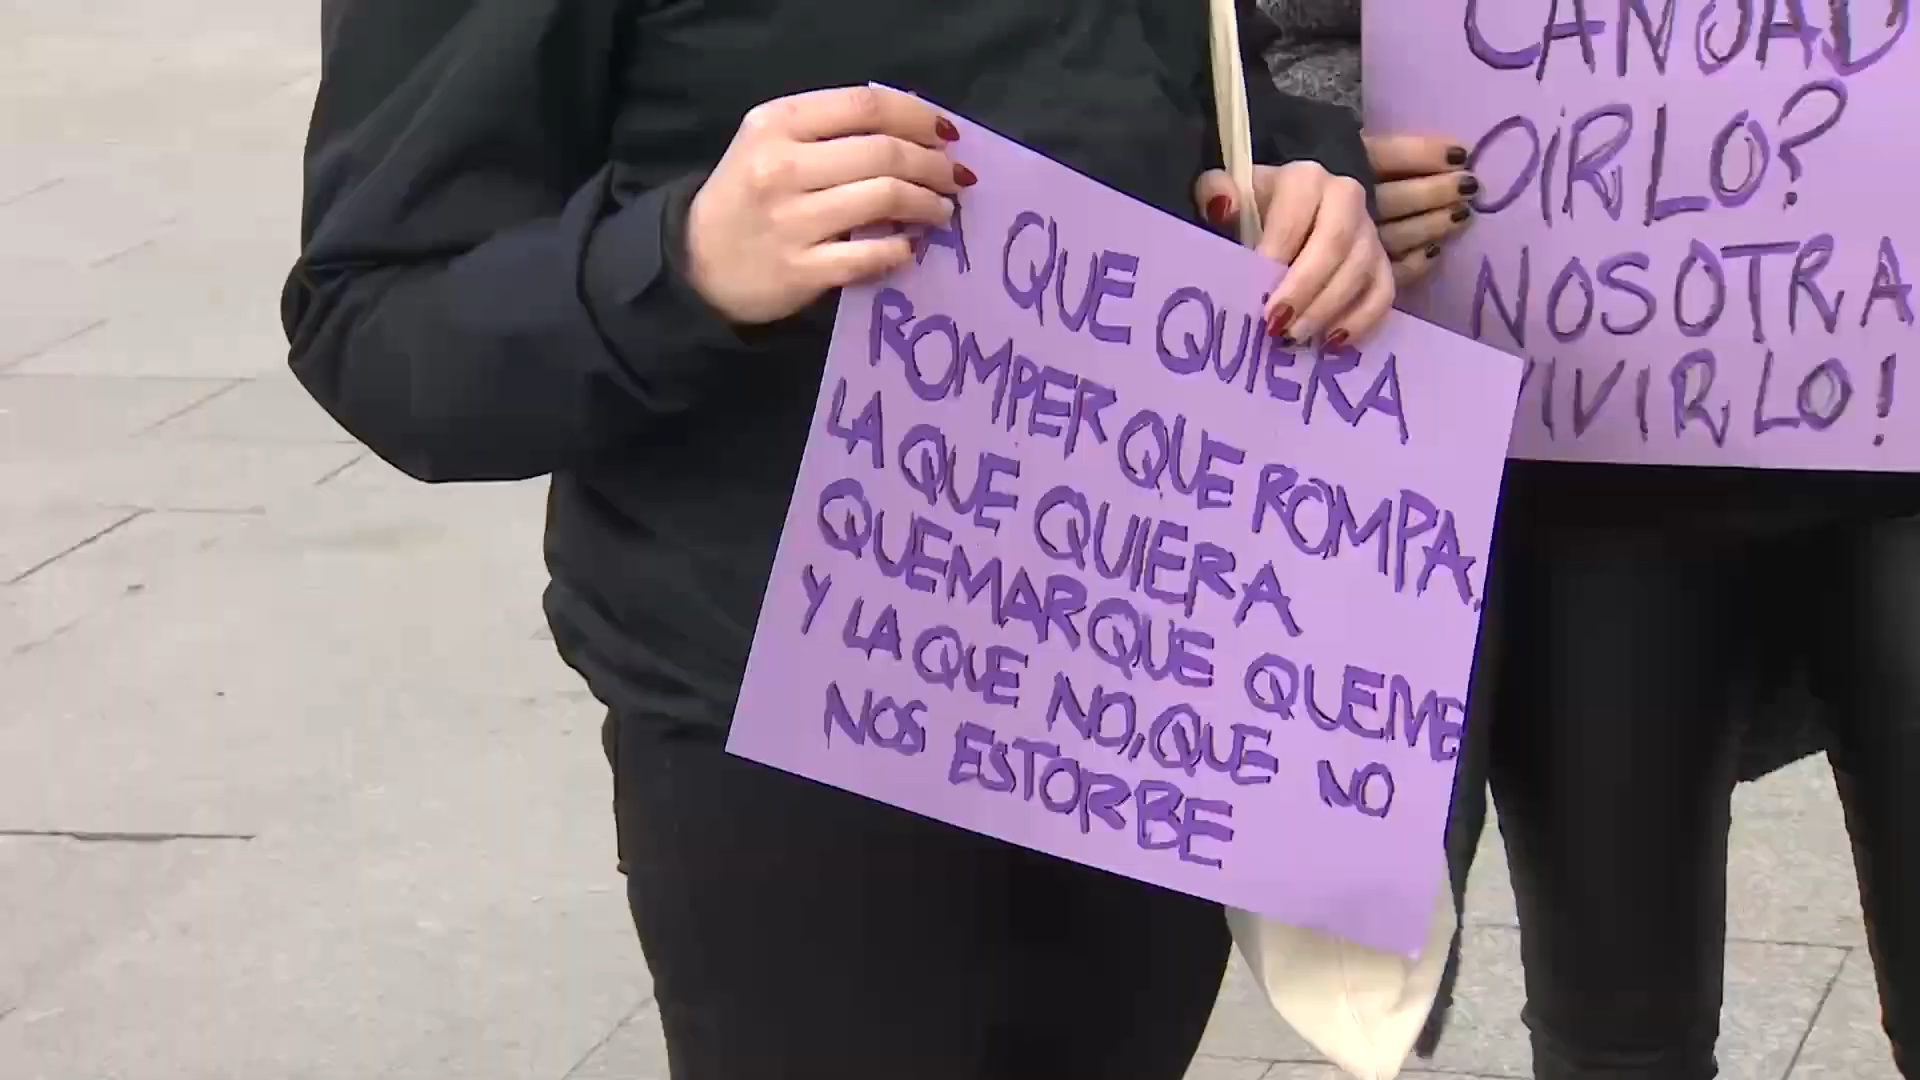 QUE QUIERA
ROMPER QUE ROMPA.
LA QUE QUIERA
QUEMAR QUE QUEME
Y LA QUE NO, QUE NO
NOS ESTORBE
OIRLO?
NOSOTRA
VIVIRLO!